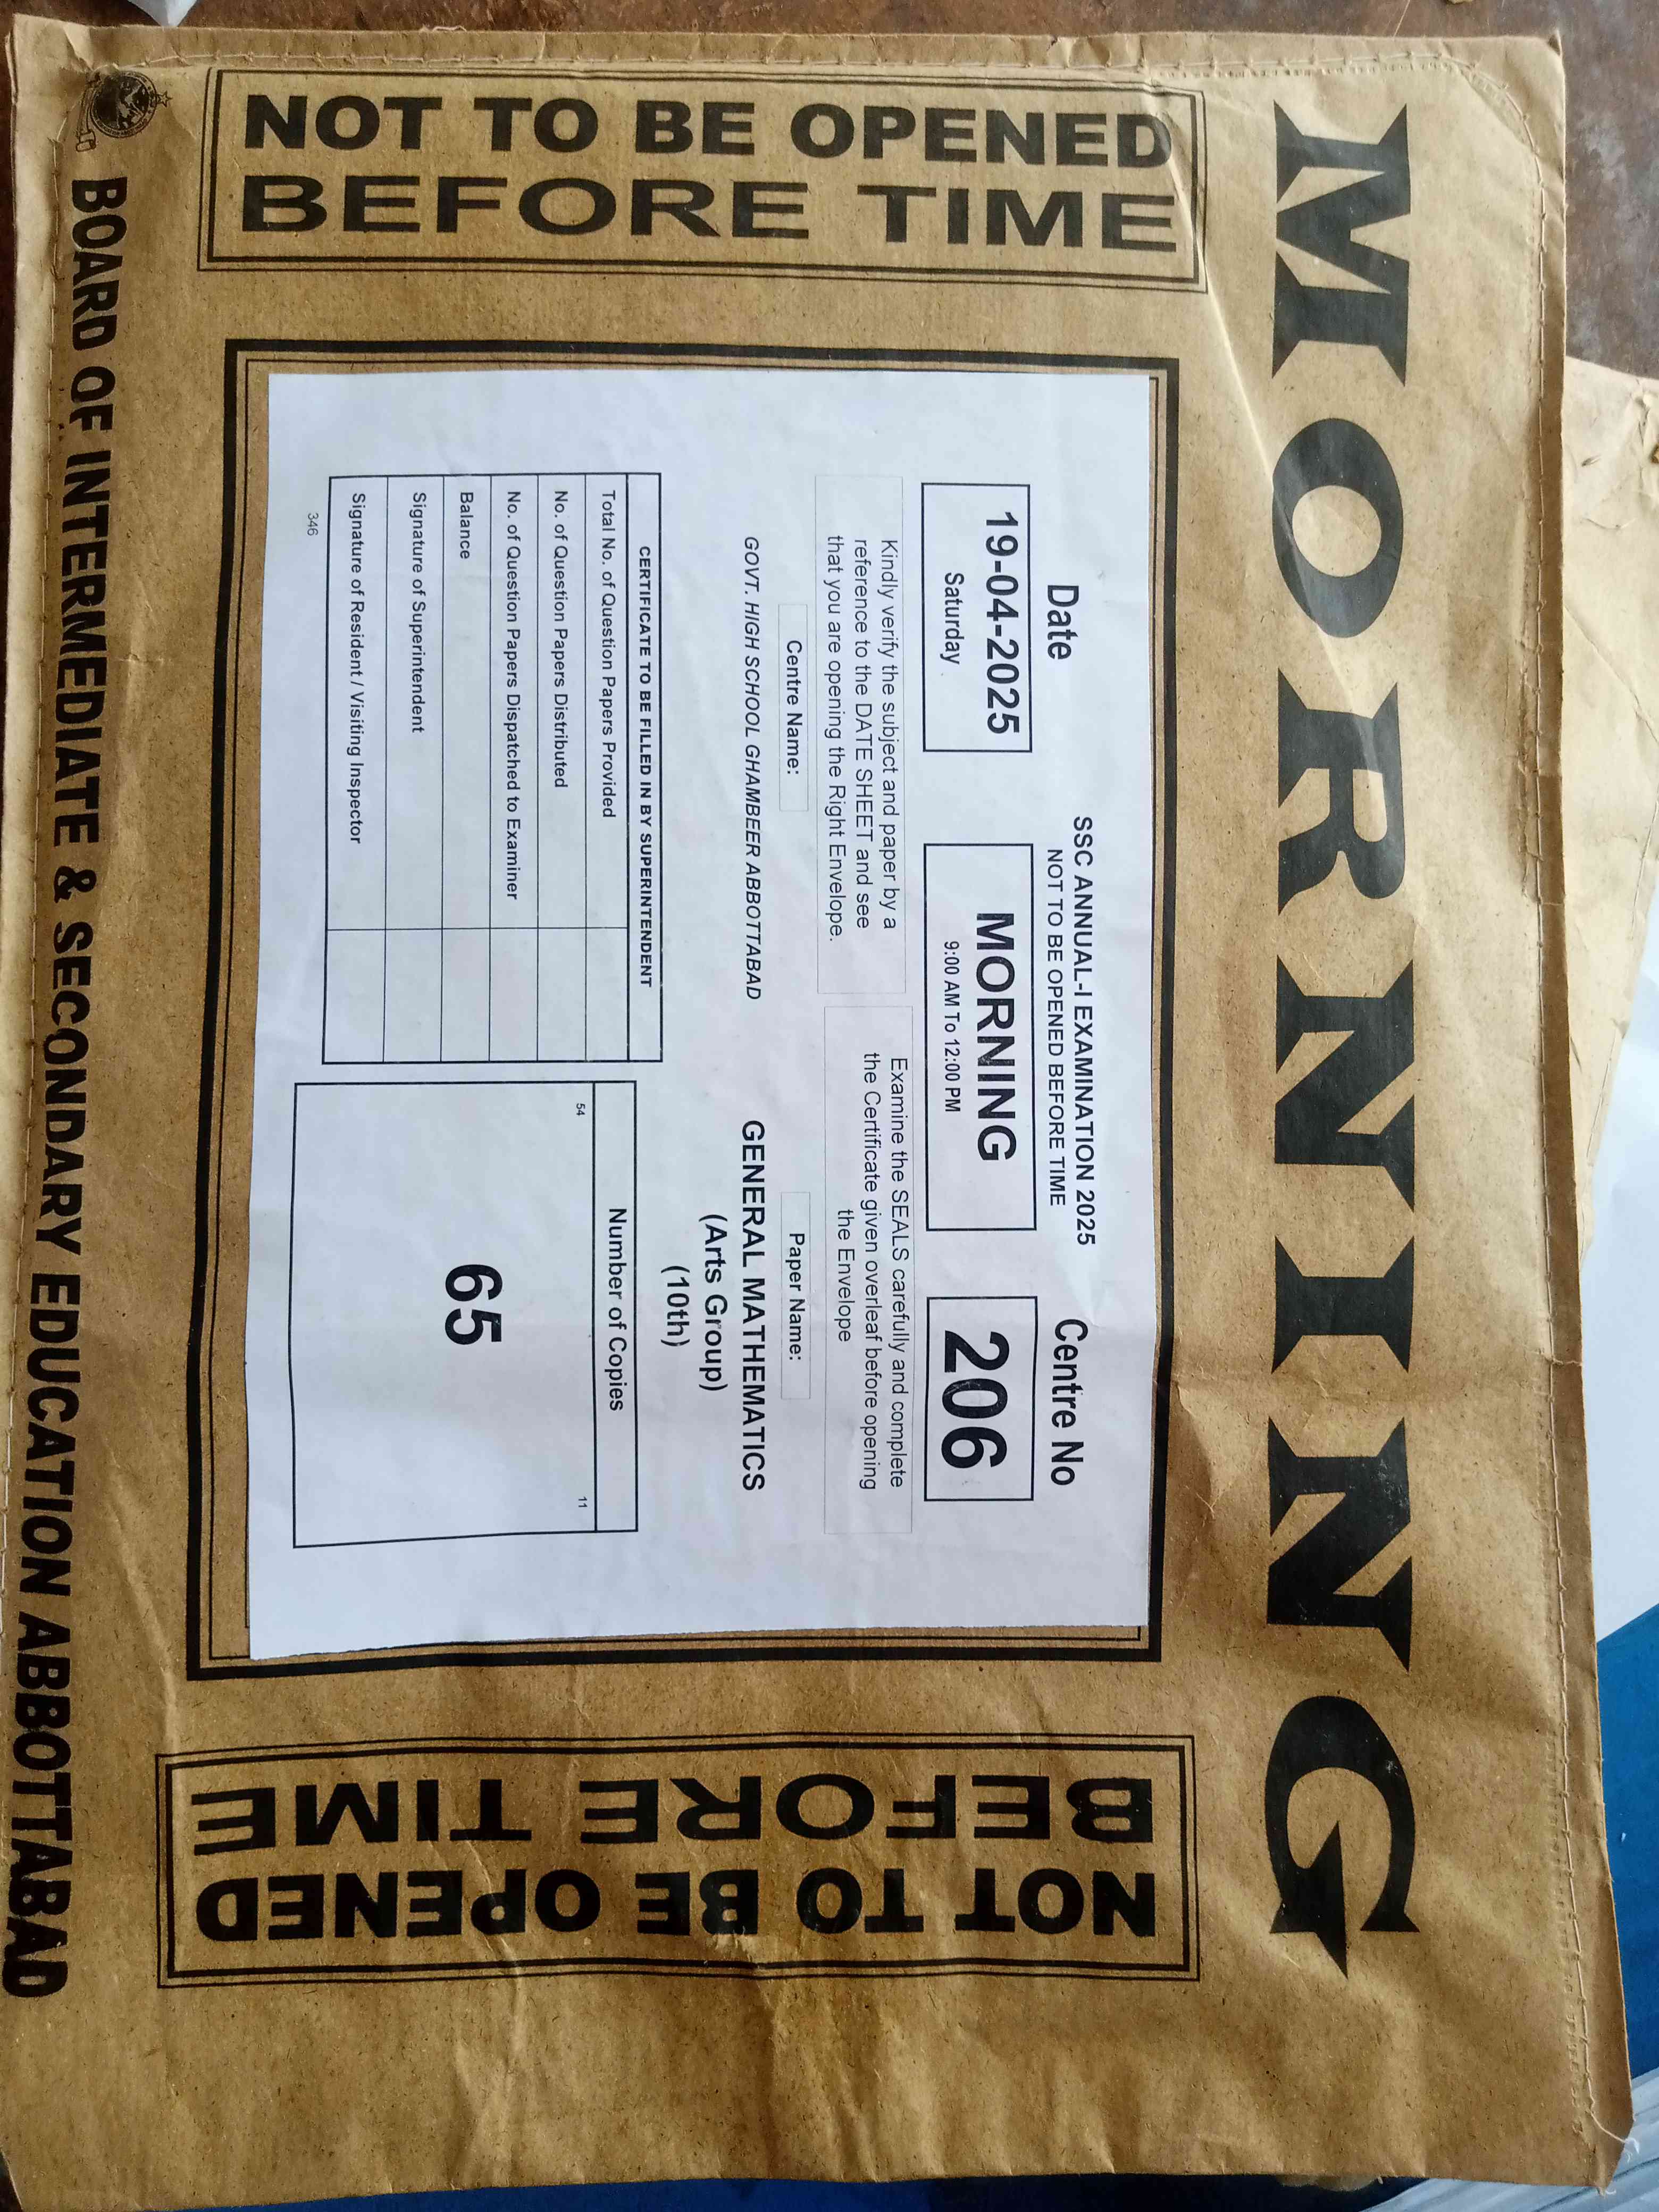 MORNING
NOT TO BE OPENED
BEFORE TIME
SSC ANNUAL-I EXAMINATION 2025
NOT TO BE OPENED BEFORE TIME
Date
19-04-2025
Saturday
MORNING
9:00 AM To 12:00 PM
Centre No
206
Kindly verify the subject and paper by a
reference to the DATE SHEET and see
that you are opening the Right Envelope.
Examine the SEALS carefully and complete
the Certificate given overleaf before opening
the Envelope
Centre Name:
GOVT. HIGH SCHOOL GHAMBEER ABBOTTABAD
Paper Name:
GENERAL MATHEMATICS
(Arts Group)
(10th)
CERTIFICATE TO BE FILLED IN BY SUPERINTENDENT
Total No. of Question Papers Provided
No. of Question Papers Distributed
No. of Question Papers Dispatched to Examiner
Balance
Signature of Superintendent
Signature of Resident / Visiting Inspector
346
Number of Copies
54
11
65
NOT TO BE OPENED
BEFORE TIME
BOARD OF INTERMEDIATE & SECONDARY EDUCATION ABBOTTABAD